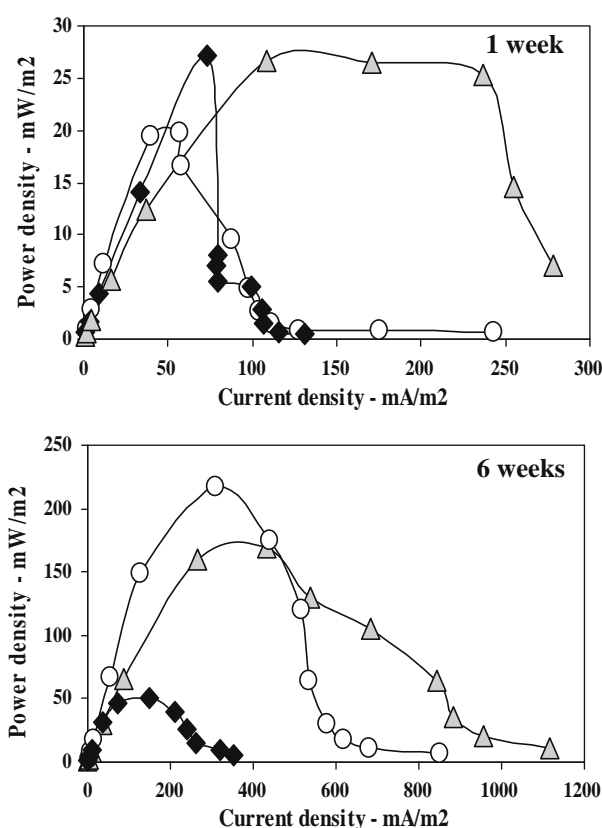 1 week
Power density - mW/m2
30
25
20
15
10
5
0
0 50 100 150 200 250 300
Current density - mA/m2
6 weeks
Power density - mW/m2
250
200
150
100
50
0
0 200 400 600 800 1000 1200
Current density - mA/m2